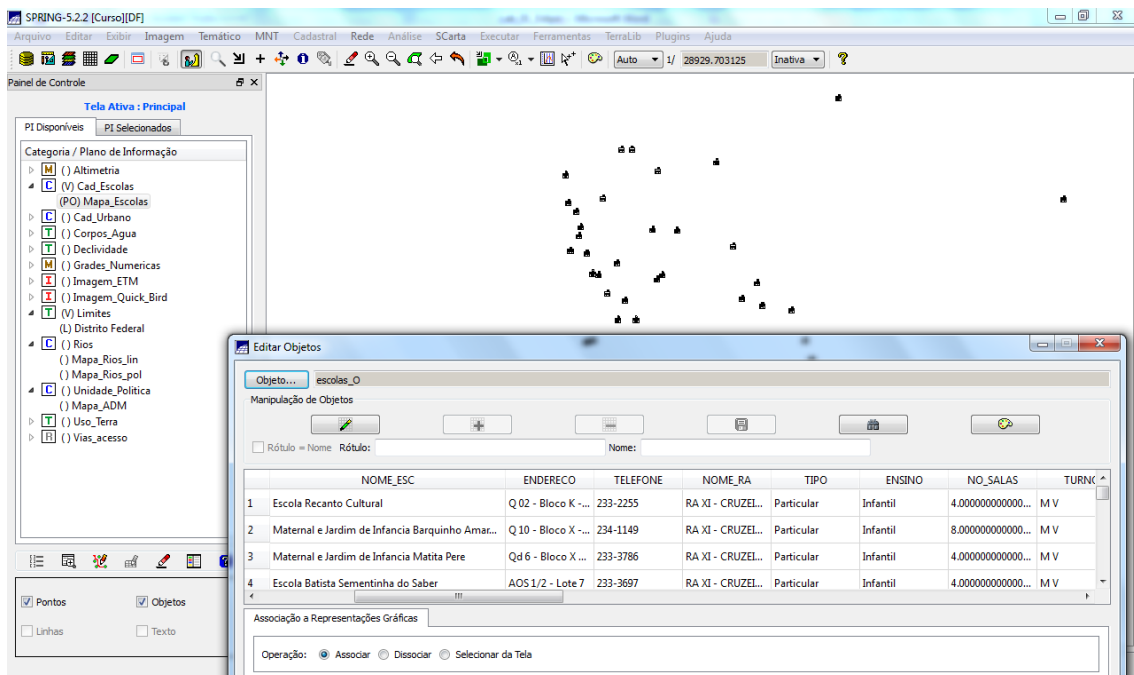 SPRING-5.2.2 [Curso][DF]
Arquivo Editar Exibir Imagem Temático MNT Cadastral Rede Análise SCarta Executar Ferramentas TerraLib Plugins Ajuda
Auto 1/ 28929.703125 Inativa
Painel de Controle
Tela Ativa : Principal
PI Disponíveis PI Selecionados
Categoria / Plano de Informação
M () Altimetria
C (V) Cad_Escolas
(PO) Mapa_Escolas
C () Cad_Urbano
T () Corpos_Agua
T () Declividade
M () Grades_Numericas
I () Imagem_ETM
I () Imagem_Quick_Bird
T (V) Limites
(L) Distrito Federal
C () Rios
() Mapa_Rios_lin
() Mapa_Rios_pol
C () Unidade_Politica
() Mapa_ADM
T () Uso_Terra
R () Vias_acesso
Pontos Objetos
Linhas Texto
Editar Objetos
Objeto... escolas_O
Manipulação de Objetos
Rótulo = Nome Rótulo: Nome:
NOME_ESC ENDERECO TELEFONE NOME_RA TIPO ENSINO NO_SALAS TURNO
1 Escola Recanto Cultural Q 02 - Bloco K -... 233-2255 RA XI - CRUZEI... Particular Infantil 4.000000000000... M V
2 Maternal e Jardim de Infancia Barquinho Amar... Q 10 - Bloco X -... 234-1149 RA XI - CRUZEI... Particular Infantil 8.000000000000... M V
3 Maternal e Jardim de Infancia Matita Pere Qd 6 - Bloco X ... 233-3786 RA XI - CRUZEI... Particular Infantil 4.000000000000... M V
4 Escola Batista Sementinha do Saber AOS 1/2 - Lote 7 233-3697 RA XI - CRUZEI... Particular Infantil 4.000000000000... M V
Associação a Representações Gráficas
Operação: Associar Dissociar Selecionar da Tela